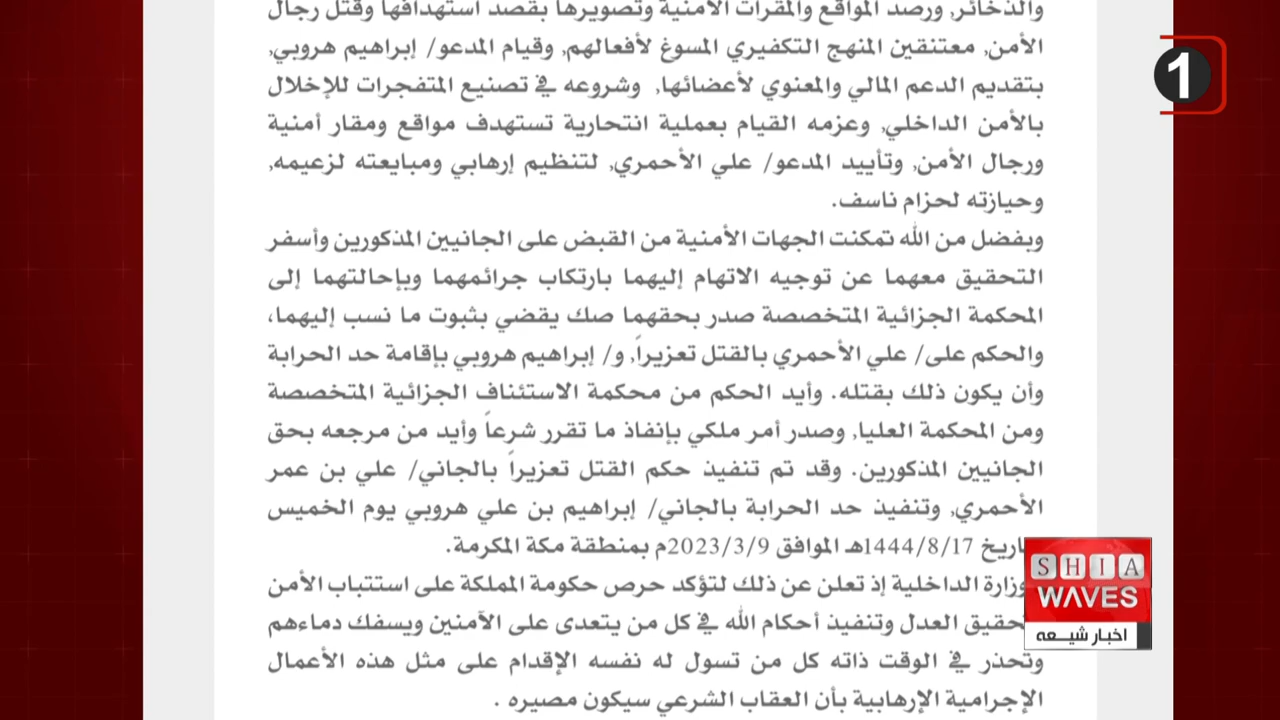 والذخائر, ورصد المواقع والمقرات الأمنية وتصويرها بقصد استهدافها وقتل رجال
الأمن, معتنقين المنهج التكفيري المسوغ لأفعالهم, وقيام المدعو/ إبراهيم هروبي,
بتقديم الدعم المالي والمعنوي لأعضائها, وشروعه في تصنيع المتفجرات للإخلال
بالأمن الداخلي, وعزمه القيام بعملية انتحارية تستهدف مواقع ومقار أمنية
ورجال الأمن, وتأييد المدعو/ علي الأحمري, لتنظيم إرهابي ومبايعته لزعيمه,
وحيازته لحزام ناسف.
وبفضل من الله تمكنت الجهات الأمنية من القبض على الجانيين المذكورين وأسفر
التحقيق معهما عن توجيه الاتهام إليهما بارتكاب جرائمهما وبإحالتهما إلى
المحكمة الجزائية المتخصصة صدر بحقهما صك يقضي بثبوت ما نسب إليهما،
والحكم على/ علي الأحمري بالقتل تعزيراً, و/ إبراهيم هروبي بإقامة حد الحرابة
وأن يكون ذلك بقتله. وأيد الحكم من محكمة الاستئناف الجزائية المتخصصة
ومن المحكمة العليا, وصدر أمر ملكي بإنفاذ ما تقرر شرعاً وأيد من مرجعه بحق
الجانيين المذكورين. وقد تم تنفيذ حكم القتل تعزيراً بالجاني/ علي بن عمر
الأحمري, وتنفيذ حد الحرابة بالجاني/ إبراهيم بن علي هروبي يوم الخميس
اريخ 1444/8/17هـ الموافق 2023/3/9م بمنطقة مكة المكرمة.
وزارة الداخلية إذ تعلن عن ذلك لتؤكد حرص حكومة المملكة على استتباب الأمن
تحقيق العدل وتنفيذ أحكام الله في كل من يتعدى على الآمنين ويسفك دماءهم
وتحذر في الوقت ذاته كل من تسول له نفسه الإقدام على مثل هذه الأعمال
الإجرامية الإرهابية بأن العقاب الشرعي سيكون مصيره .
1
SHIA
WAVES
اخبار شیعه